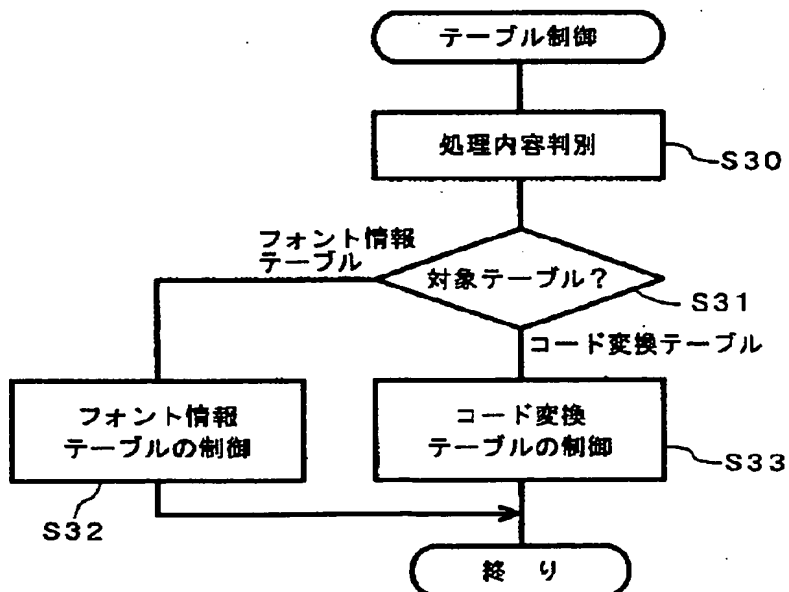 テーブル制御
処理内容判別
S30
フォント情報
テーブル
対象テーブル?
S31
コード変換テーブル
フォント情報
テーブルの制御
コード変換
テーブルの制御
S33
S32
終り